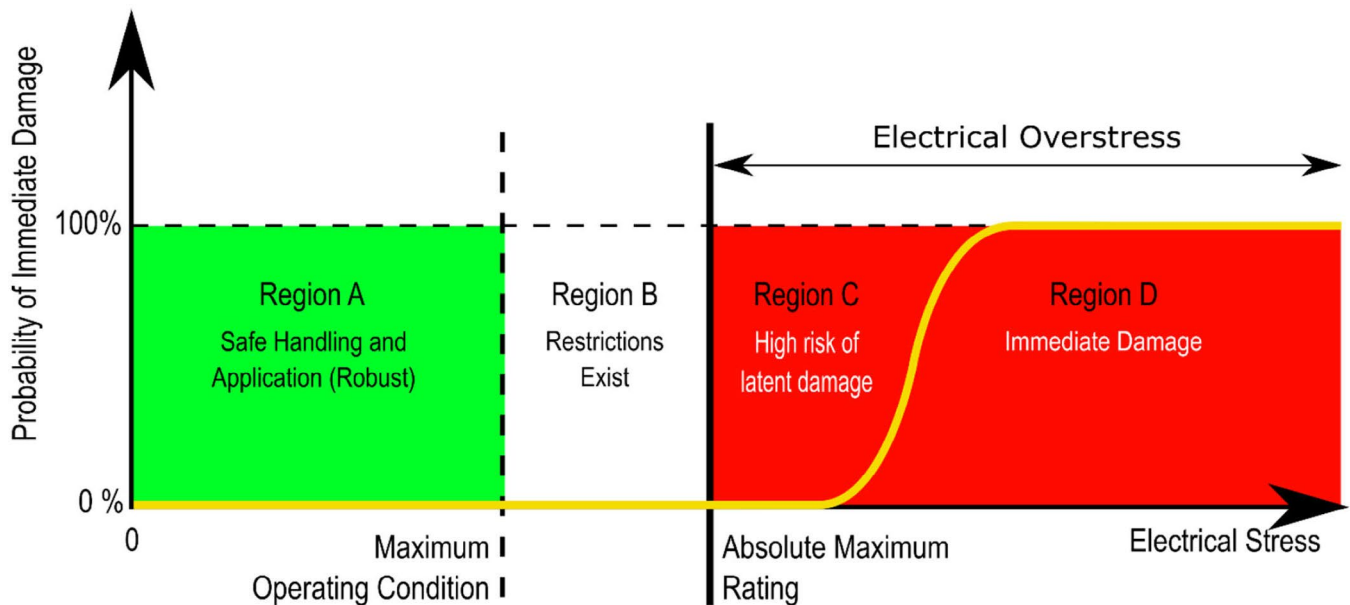 Probability of Immediate Damage
Electrical Overstress
100%
Region A
Safe Handling and
Application (Robust)
Region B
Restrictions
Exist
Region C
High risk of
latent damage
Region D
Immediate Damage
0 %
0
Maximum
Operating Condition
Absolute Maximum
Rating
Electrical Stress